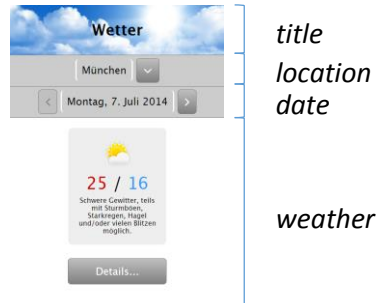 Wetter
title
München
location
Montag, 7. Juli 2014
date
25 / 16
Schwere Gewitter, teils
mit Sturmböen,
Starkregen, Hagel
und/oder vielen Blitzen
möglich.
weather
Details...